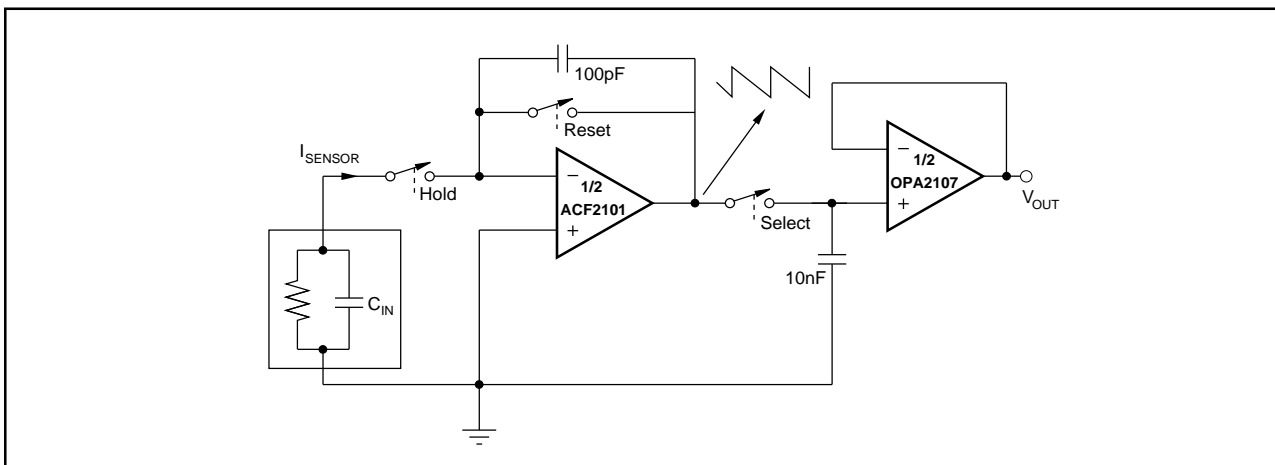 100pF
Reset
I_SENSOR
Hold
−
1/2
ACF2101
+
Select
−
1/2
OPA2107
+
V_OUT
10nF
C_IN